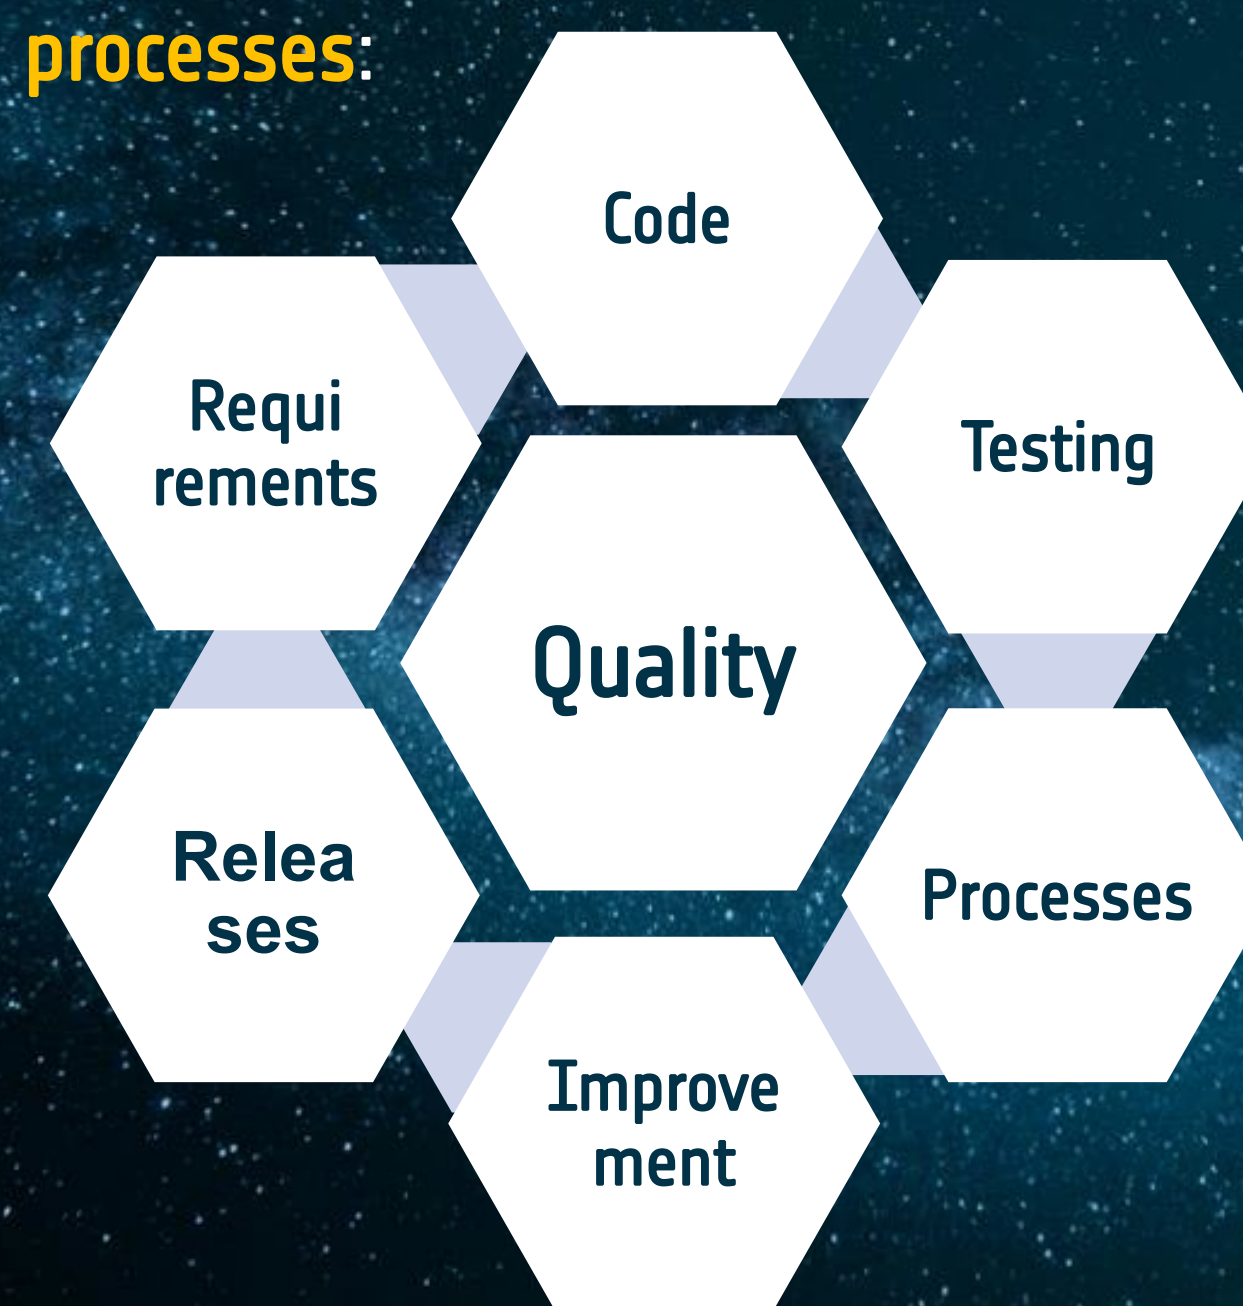 processes:
Code
Requi
rements
Testing
Quality
Relea
ses
Processes
Improve
ment